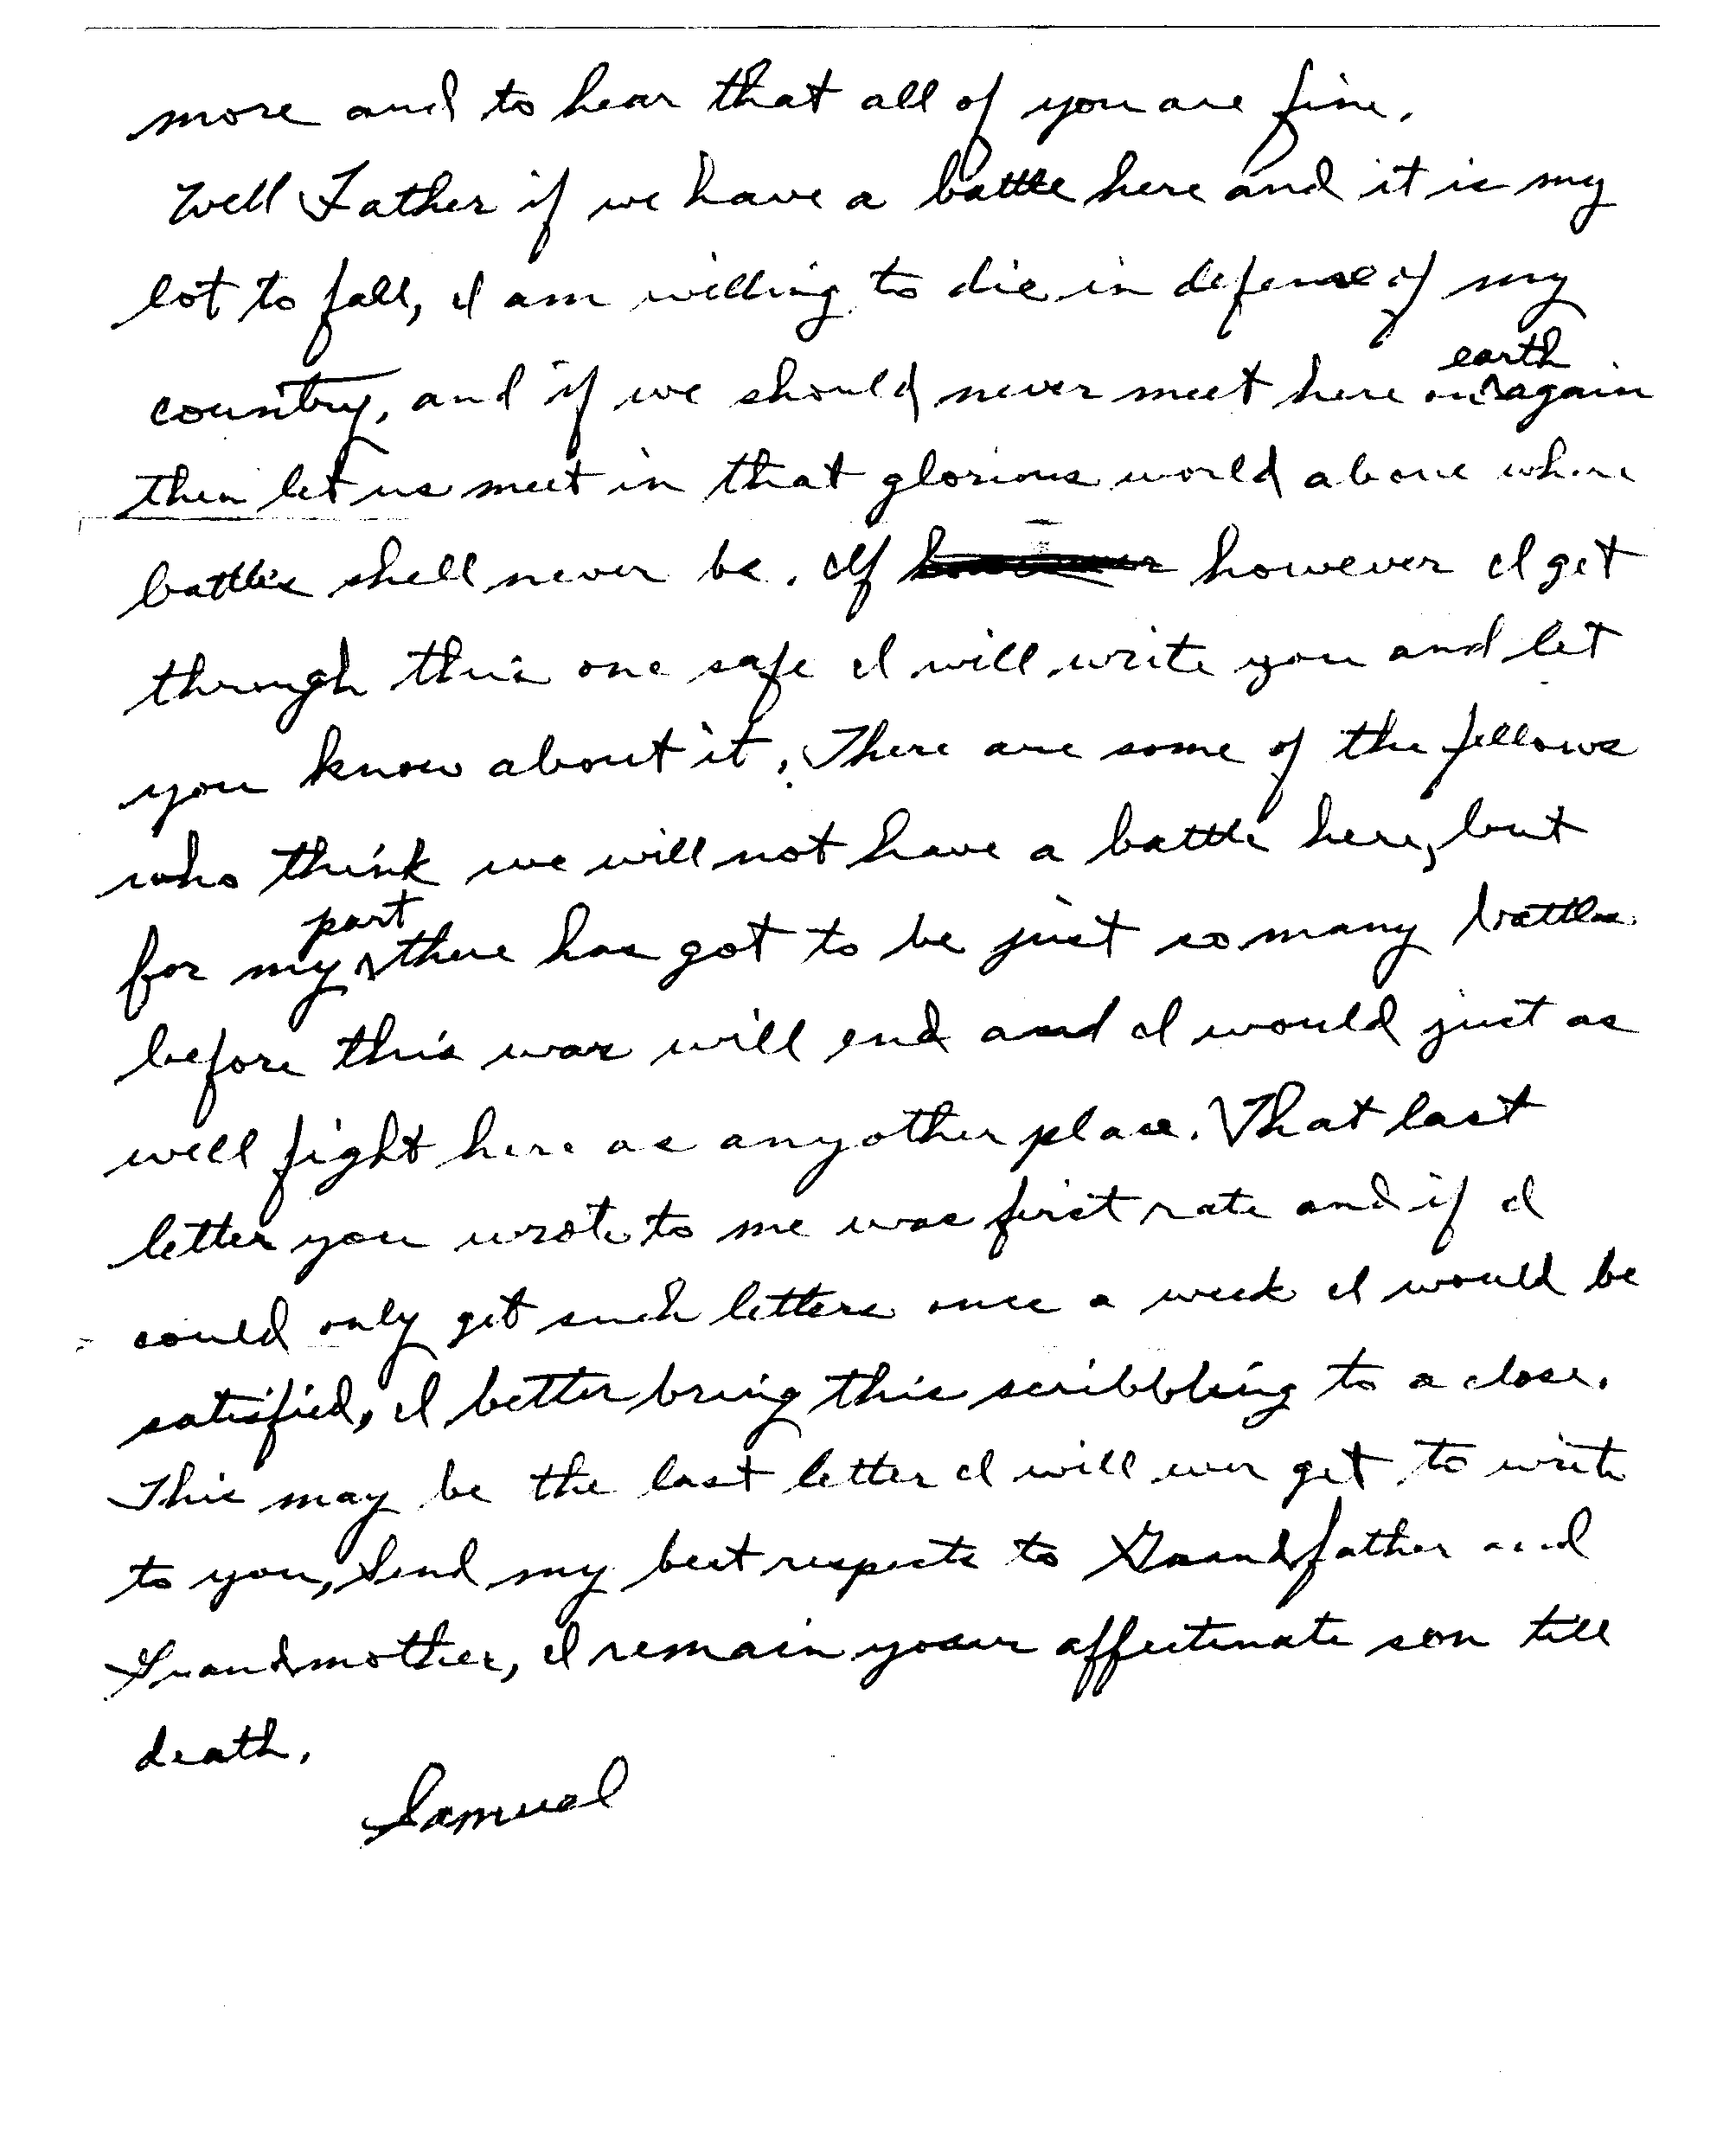 more and to hear that all of you are fine.
Well Father if we have a battle here and it is my
lot to fall, I am willing to die in defense of my
country, and if we should never meet here on earth again
then let us meet in that glorious world above where
battles shell never be. If however I get
through this one safe I will write you and let
you know about it. There are some of the fellows
who think we will not have a battle here, but
for my part there has got to be just so many battles
before this war will end and I would just as
well fight here as any other place. That last
letter you wrote to me was first rate and if I
could only get such letters once a week I would be
satisfied, I better bring this scribbling to a close.
This may be the last letter I will ever get to write
to you, Send my best respects to Grandfather and
Grandmother, I remain your affectinate son till
death.
Samuel